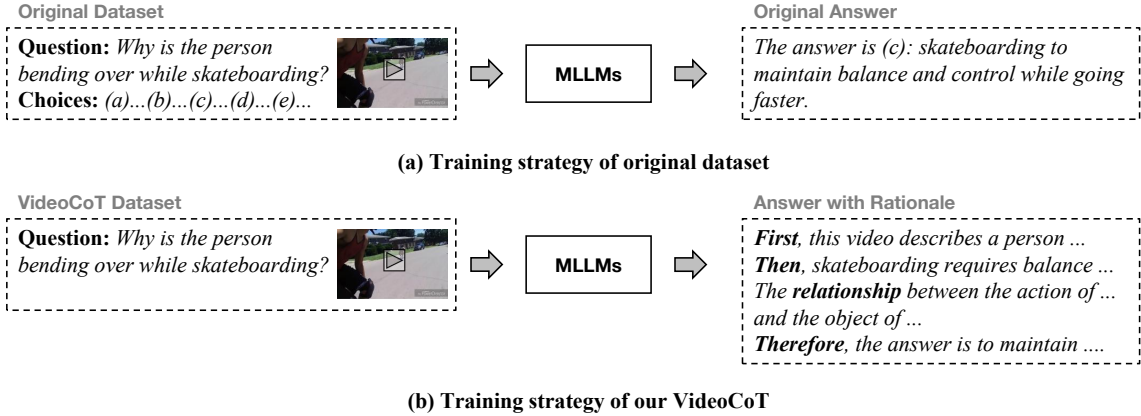 Original Dataset
Question: Why is the person
bending over while skateboarding?
Choices: (a)...(b)...(c)...(d)...(e)...
MLLMs
Original Answer
The answer is (c): skateboarding to
maintain balance and control while going
faster.
(a) Training strategy of original dataset
VideoCoT Dataset
Question: Why is the person
bending over while skateboarding?
MLLMs
Answer with Rationale
First, this video describes a person ...
Then, skateboarding requires balance ...
The relationship between the action of ...
and the object of ...
Therefore, the answer is to maintain ....
(b) Training strategy of our VideoCoT